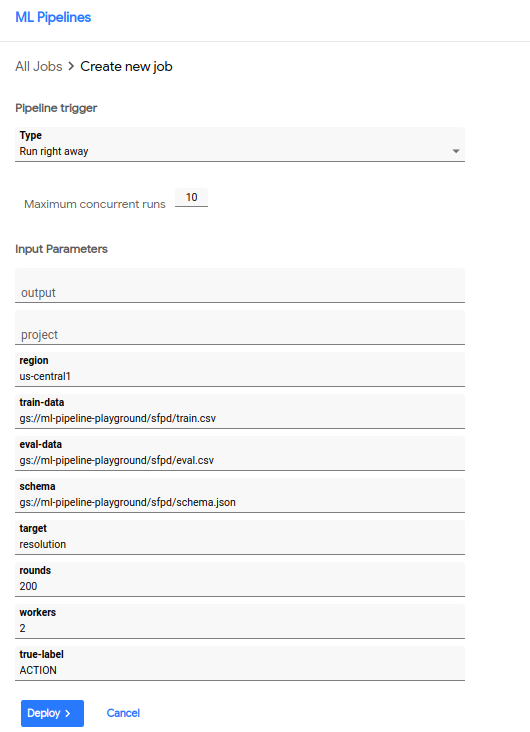 ML Pipelines
All Jobs > Create new job
Pipeline trigger
Type
Run right away
Maximum concurrent runs 10
Input Parameters
output
project
region
us-central1
train-data
gs://ml-pipeline-playground/sfpd/train.csv
eval-data
gs://ml-pipeline-playground/sfpd/eval.csv
schema
gs://ml-pipeline-playground/sfpd/schema.json
target
resolution
rounds
200
workers
2
true-label
ACTION
Deploy > Cancel